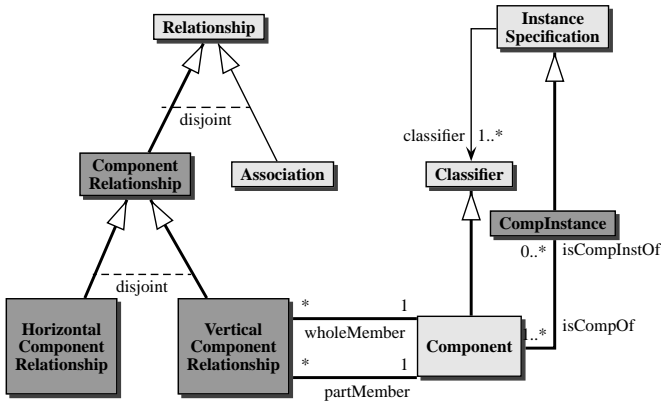 Relationship
Instance
Specification
disjoint
classifier
1..*
Component
Relationship
Association
Classifier
CompInstance
0..*
isCompInstOf
disjoint
Horizontal
Component
Relationship
Vertical
Component
Relationship
*
1
wholeMember
*
1
partMember
Component
1..*
isCompOf